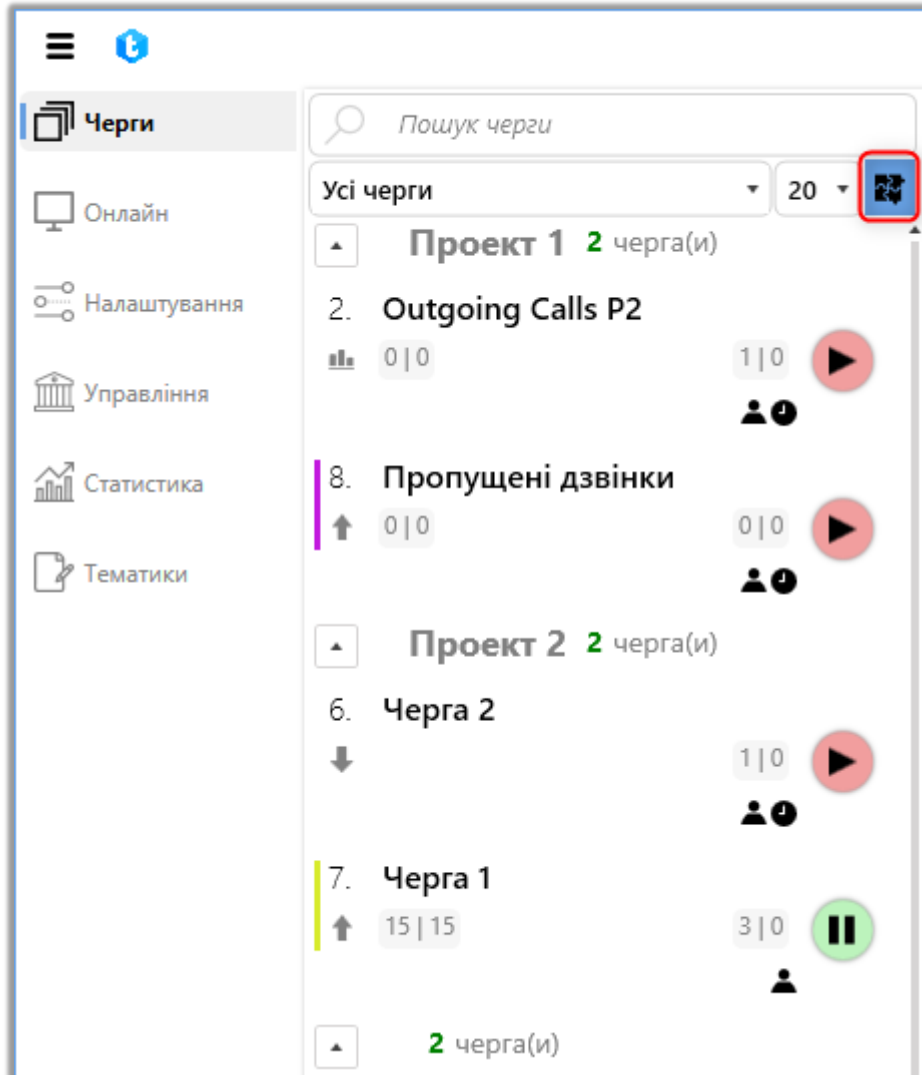 Черги
Онлайн
Налаштування
Управління
Статистика
Тематики
Пошук черги
Усі черги 20
Проект 1 2 черга(и)
2. Outgoing Calls P2
0 | 0 1 | 0
8. Пропущені дзвінки
0 | 0 0 | 0
Проект 2 2 черга(и)
6. Черга 2
1 | 0
7. Черга 1
15 | 15 3 | 0
2 черга(и)